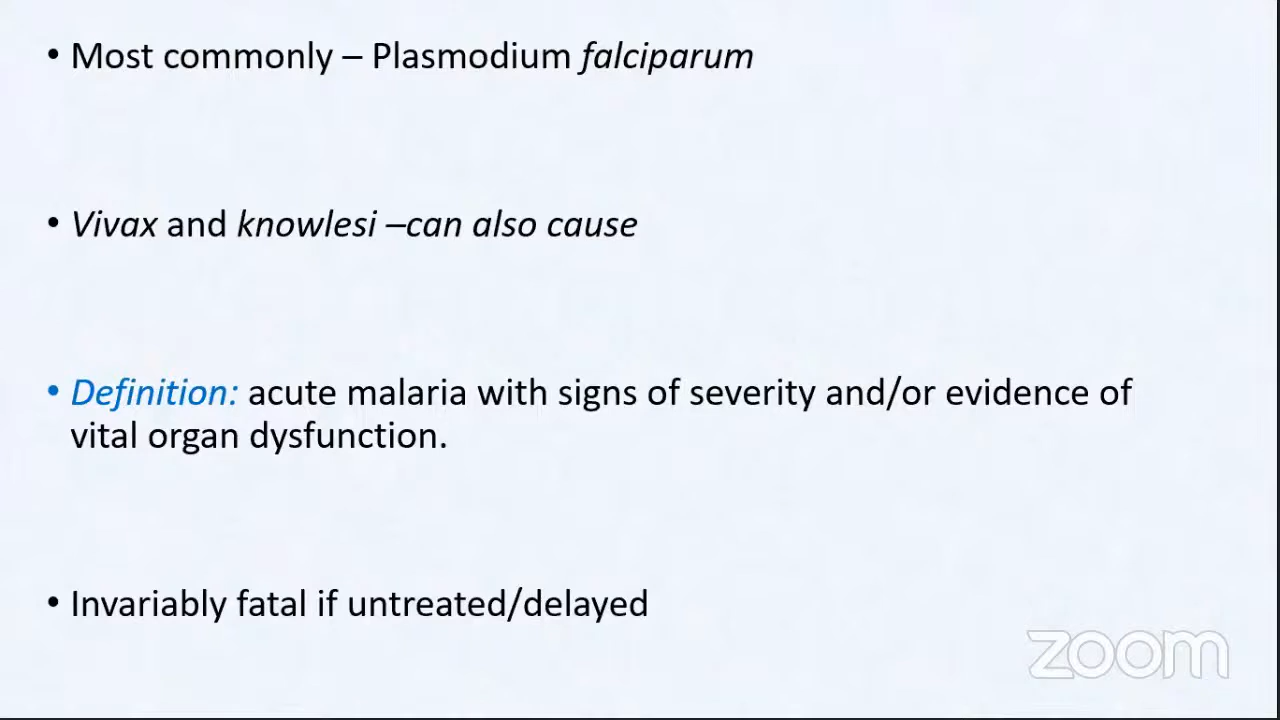 • Most commonly – Plasmodium falciparum
• Vivax and knowlesi –can also cause
• Definition: acute malaria with signs of severity and/or evidence of
vital organ dysfunction.
• Invariably fatal if untreated/delayed
zoom